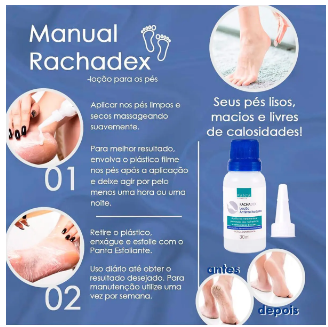 Manual
Rachadex
-loção para os pés
Aplicar nos pés limpos e
secos massageando
suavemente.
01
Para melhor resultado,
envolva o plástico filme
nos pés após a aplicação
e deixe agir por pelo
menos uma hora ou uma
noite.
Retire o plástico,
enxágue e esfolie com o
Panta Esfoliante.
02
Uso diário até obter o
resultado desejado. Para
manutenção utilize uma
vez por semana.
Seus pés lisos,
macios e livres
de calosidades!
antes
depois